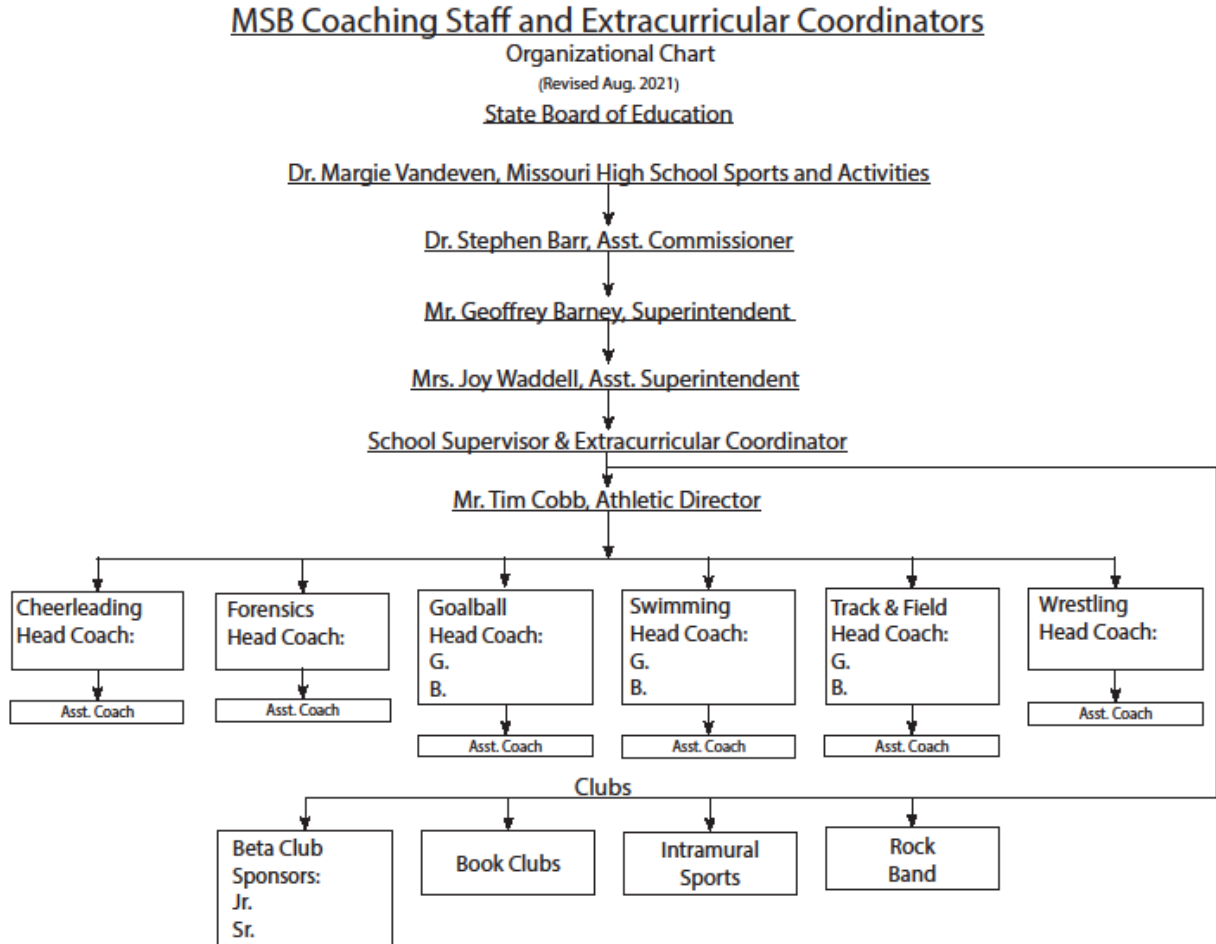 MSB Coaching Staff and Extracurricular Coordinators
Organizational Chart
(Revised Aug. 2021)
State Board of Education
Dr. Margie Vandeven, Missouri High School Sports and Activities
Dr. Stephen Barr, Asst. Commissioner
Mr. Geoffrey Barney, Superintendent
Mrs. Joy Waddell, Asst. Superintendent
School Supervisor & Extracurricular Coordinator
Mr. Tim Cobb, Athletic Director
Cheerleading
Head Coach:
Asst. Coach
Forensics
Head Coach:
Asst. Coach
Goalball
Head Coach:
G.
B.
Asst. Coach
Swimming
Head Coach:
G.
B.
Asst. Coach
Track & Field
Head Coach:
G.
B.
Asst. Coach
Wrestling
Head Coach:
Asst. Coach
Clubs
Beta Club
Sponsors:
Jr.
Sr.
Book Clubs
Intramural
Sports
Rock
Band